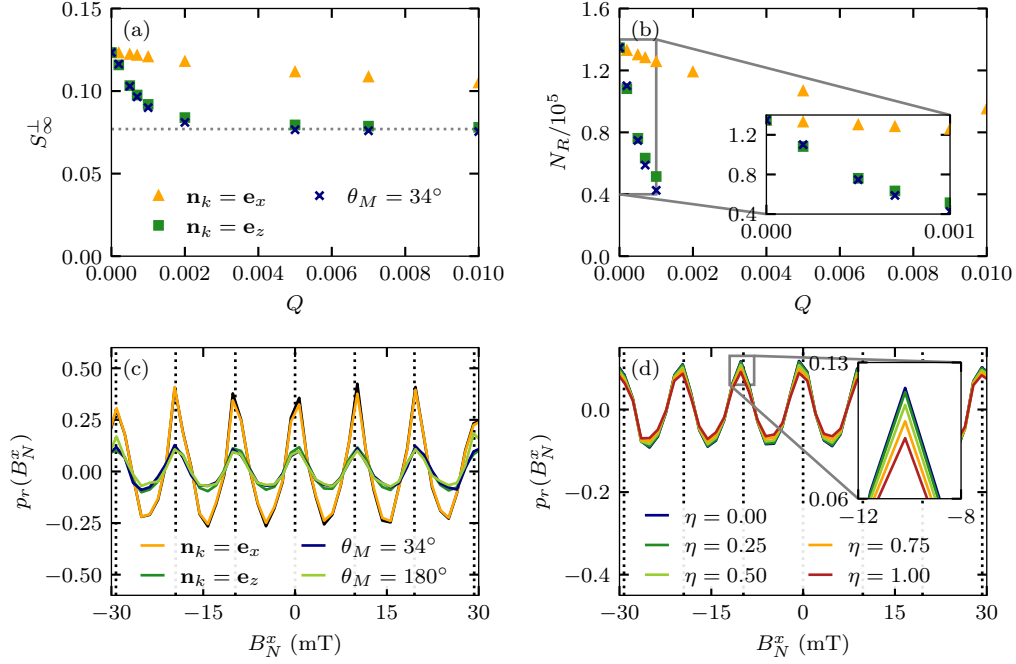 (a)
0.15
0.10
0.05
0.00
S⊥∞
n_k = e_x
θ_M = 34°
n_k = e_z
0.000 0.002 0.004 0.006 0.008 0.010
Q
(b)
1.6
1.2
0.8
0.4
0.0
N_R/10^5
1.2
0.8
0.4
0.000 0.001
0.000 0.002 0.004 0.006 0.008 0.010
Q
(c)
0.50
0.25
0.00
−0.25
−0.50
p_r(B_N^x)
n_k = e_x
θ_M = 34°
n_k = e_z
θ_M = 180°
−30 −15 0 15 30
B_N^x (mT)
(d)
0.0
−0.2
−0.4
p_r(B_N^x)
0.13
0.06
−12 −8
η = 0.00
η = 0.25
η = 0.75
η = 0.50
η = 1.00
−30 −15 0 15 30
B_N^x (mT)